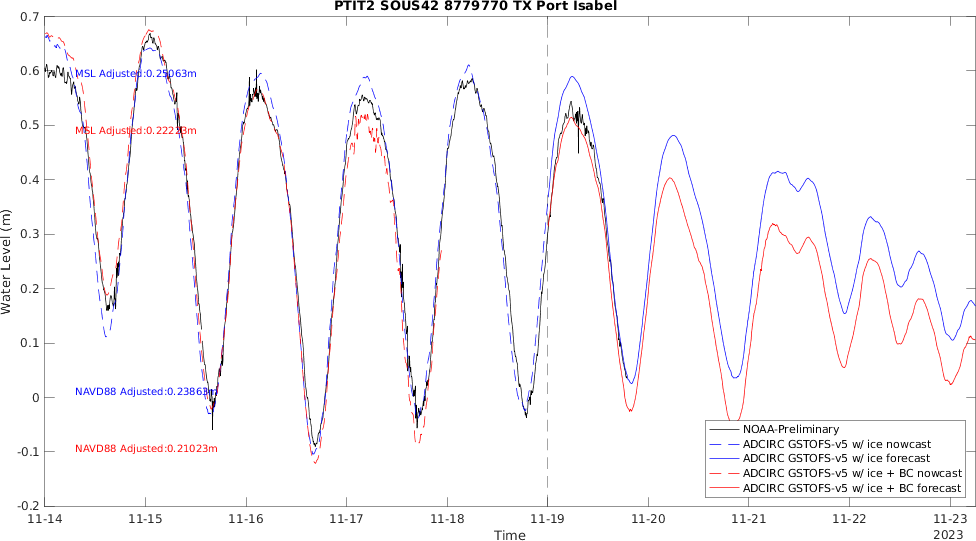 PTIT2 SOUS42 8779770 TX Port Isabel
0.7
0.6
0.5
0.4
0.3
0.2
0.1
0
-0.1
-0.2
Water Level (m)
MSL Adjusted:0.25063m
MSL Adjusted:0.22223m
NAVD88 Adjusted:0.23863m
NAVD88 Adjusted:0.21023m
NOAA-Preliminary
ADCIRC GSTOFS-v5 w/ ice nowcast
ADCIRC GSTOFS-v5 w/ ice forecast
ADCIRC GSTOFS-v5 w/ ice + BC nowcast
ADCIRC GSTOFS-v5 w/ ice + BC forecast
11-14 11-15 11-16 11-17 11-18 11-19 11-20 11-21 11-22 11-23
Time
2023